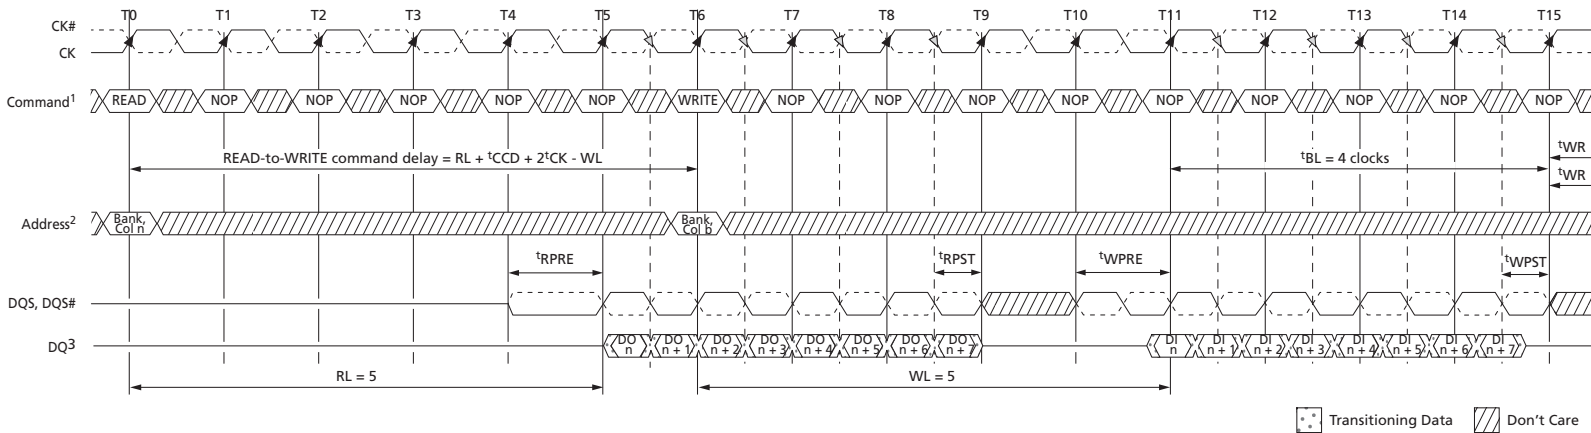 T0 T1 T2 T3 T4 T5 T6 T7 T8 T9 T10 T11 T12 T13 T14 T15
CK#
CK
Command¹ READ NOP NOP NOP NOP NOP WRITE NOP NOP NOP NOP NOP NOP NOP NOP NOP
READ-to-WRITE command delay = RL + ᵗCCD + 2ᵗCK - WL
ᵗBL = 4 clocks
ᵗWR
ᵗWR
Address² Bank, Col n Bank, Col b
ᵗRPRE ᵗRPST ᵗWPRE ᵗWPST
DQS, DQS#
DQ³ DO n DO n + 1 DO n + 2 DO n + 3 DO n + 4 DO n + 5 DO n + 6 DO n + 7 DI n DI n + 1 DI n + 2 DI n + 3 DI n + 4 DI n + 5 DI n + 6 DI n + 7
RL = 5 WL = 5
Transitioning Data Don't Care